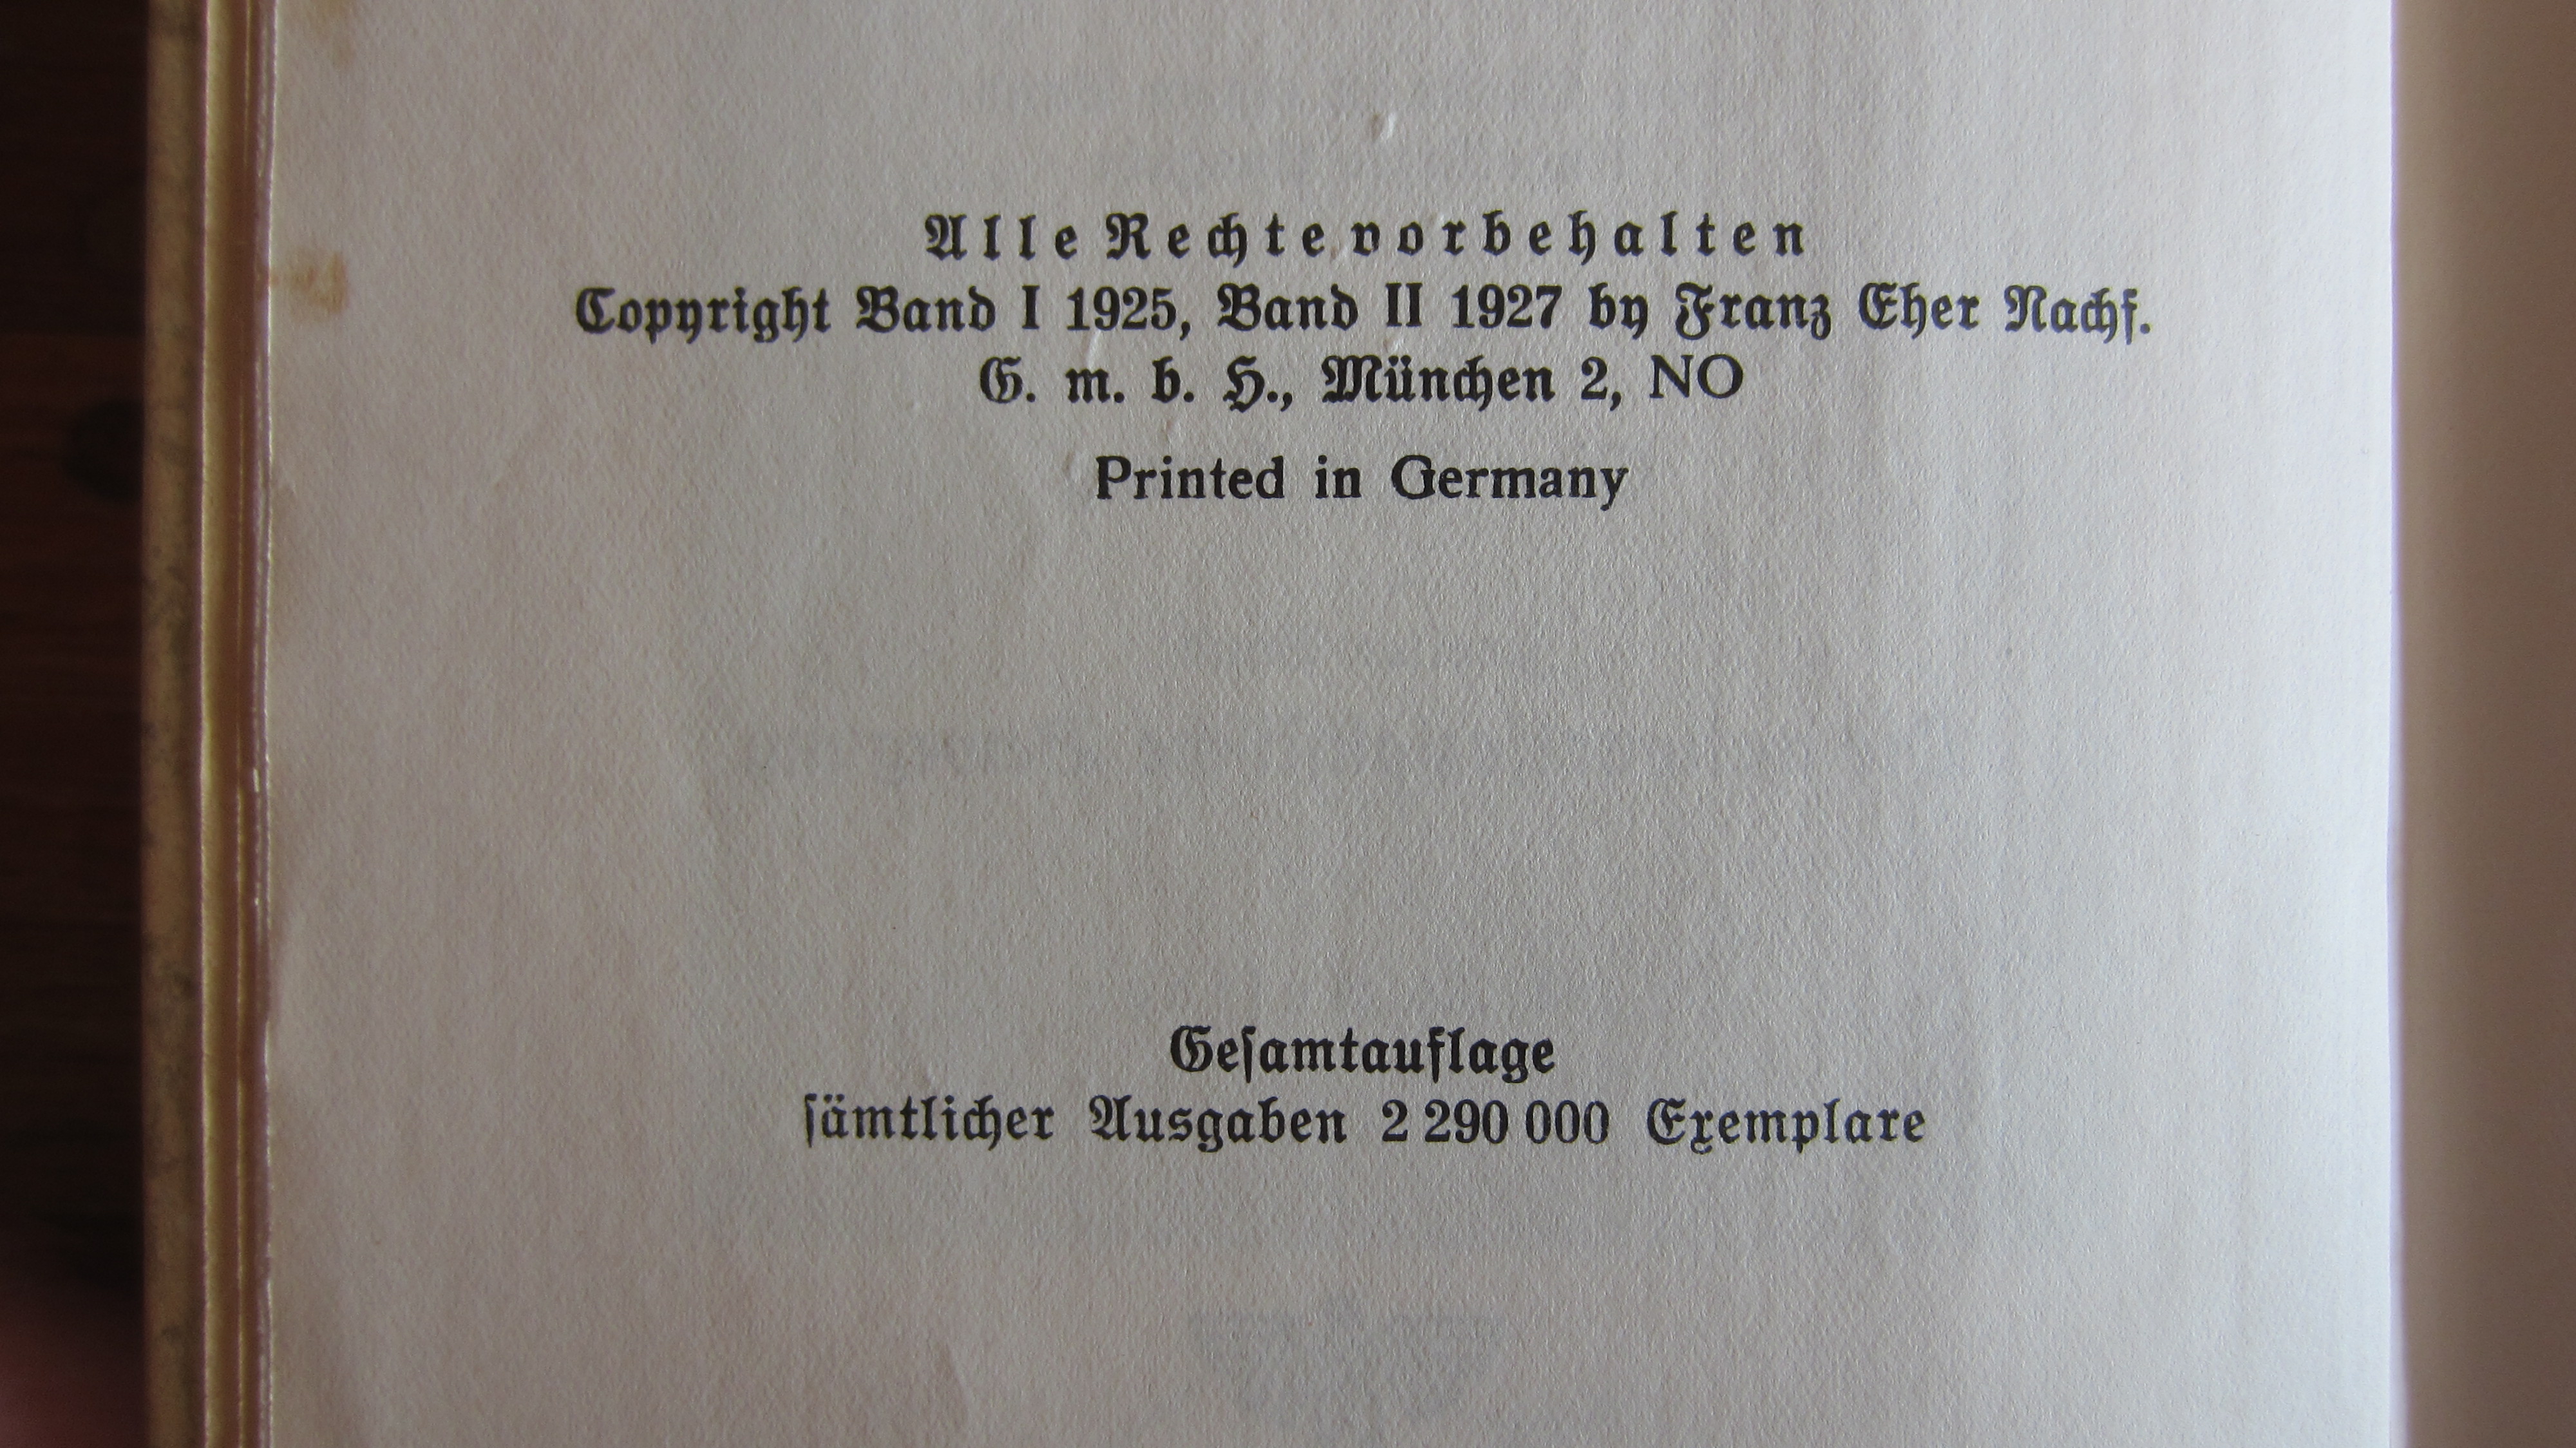 Alle Rechte vorbehalten
Copyright Band I 1925, Band II 1927 by Franz Eher Nachf.
G. m. b. H., München 2, NO
Printed in Germany
Geſamtauflage
ſämtlicher Ausgaben 2 290 000 Exemplare